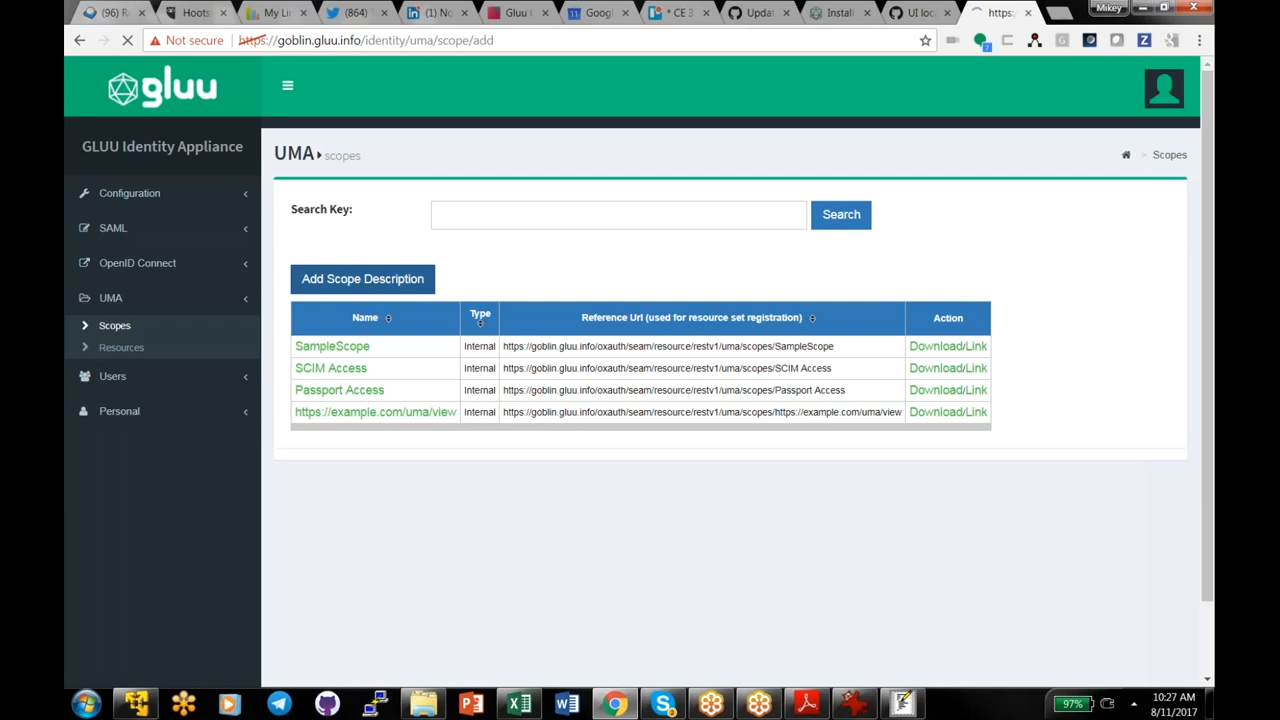 (96) R
Hoots
My Li
(864) T
(1) No
Gluu C
Googl
* CE 3
Updat
Install
UI loc
https:
Mikey
Not secure https://goblin.gluu.info/identity/uma/scope/add
gluu
GLUU Identity Appliance
Configuration
SAML
OpenID Connect
UMA
Scopes
Resources
Users
Personal
UMA scopes
> Scopes
Search Key:
Search
Add Scope Description
Name Type Reference Url (used for resource set registration) Action
SampleScope Internal https://goblin.gluu.info/oxauth/seam/resource/restv1/uma/scopes/SampleScope Download/Link
SCIM Access Internal https://goblin.gluu.info/oxauth/seam/resource/restv1/uma/scopes/SCIM Access Download/Link
Passport Access Internal https://goblin.gluu.info/oxauth/seam/resource/restv1/uma/scopes/Passport Access Download/Link
https://example.com/uma/view Internal https://goblin.gluu.info/oxauth/seam/resource/restv1/uma/scopes/https://example.com/uma/view Download/Link
97%
10:27 AM
8/11/2017